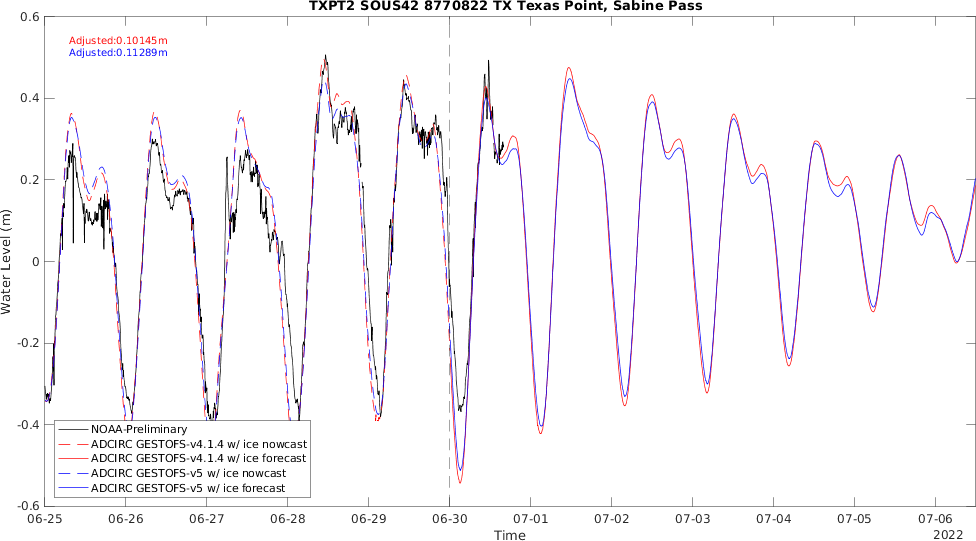 TXPT2 SOUS42 8770822 TX Texas Point, Sabine Pass
0.6
Adjusted:0.10145m
Adjusted:0.11289m
0.4
0.2
0
-0.2
-0.4
-0.6
Water Level (m)
NOAA-Preliminary
ADCIRC GESTOFS-v4.1.4 w/ ice nowcast
ADCIRC GESTOFS-v4.1.4 w/ ice forecast
ADCIRC GESTOFS-v5 w/ ice nowcast
ADCIRC GESTOFS-v5 w/ ice forecast
06-25 06-26 06-27 06-28 06-29 06-30 07-01 07-02 07-03 07-04 07-05 07-06
Time
2022